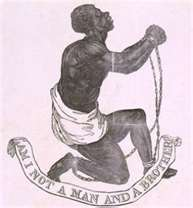 AM I NOT A MAN AND A BROTHER